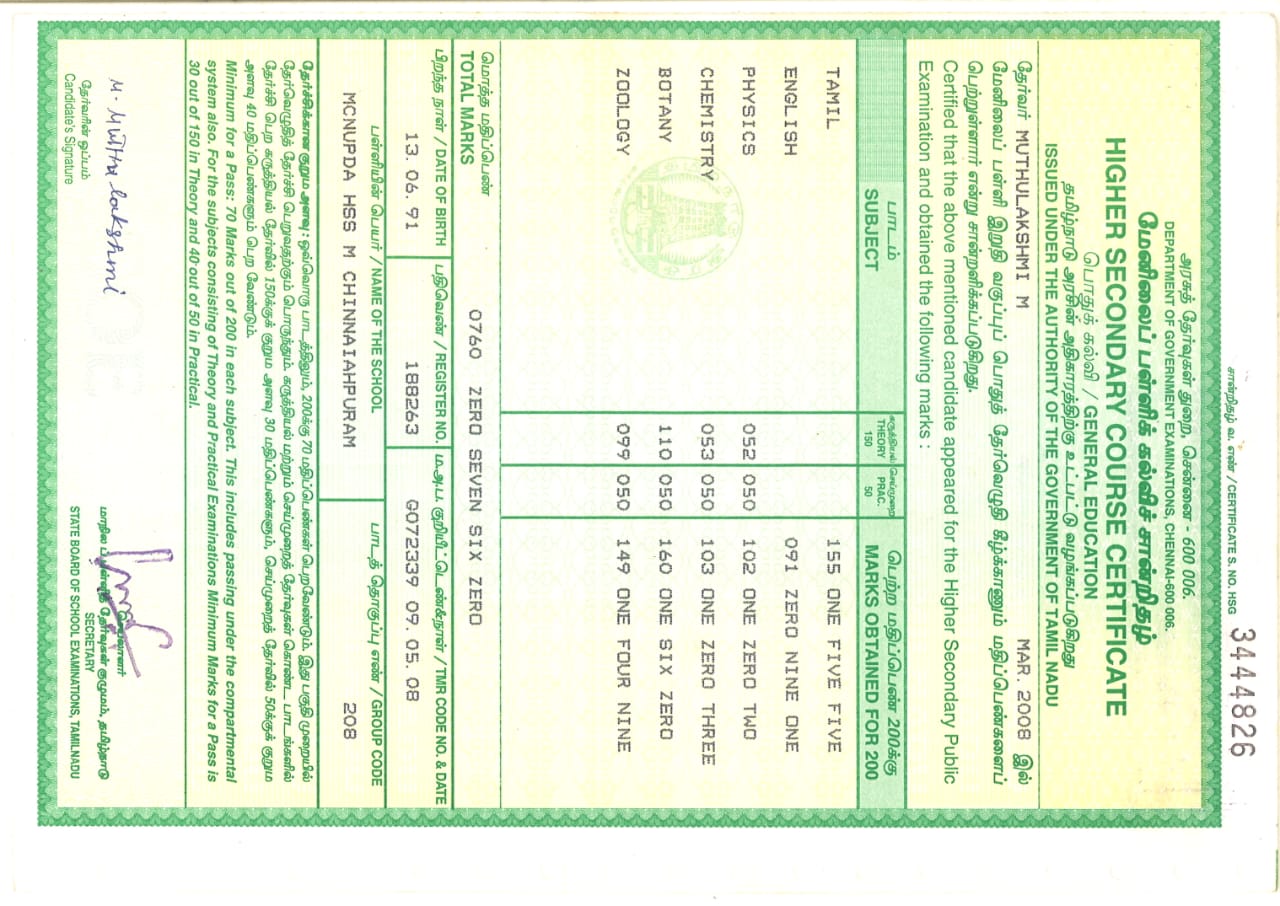 சான்றிதழ் வ. எண் / CERTIFICATE S. NO. HSG 3444826
அரசுத் தேர்வுகள் துறை, சென்னை - 600 006.
DEPARTMENT OF GOVERNMENT EXAMINATIONS, CHENNAI-600 006.
மேனிலைப் பள்ளிக் கல்விச் சான்றிதழ்
HIGHER SECONDARY COURSE CERTIFICATE
பொதுக் கல்வி / GENERAL EDUCATION
தமிழ்நாடு அரசின் அதிகாரத்திற்கு உட்பட்டு வழங்கப்படுகிறது
ISSUED UNDER THE AUTHORITY OF THE GOVERNMENT OF TAMIL NADU
தேர்வர் MUTHULAKSHMI M MAR.2008 இல்
மேனிலைப் பள்ளி இறுதி வகுப்புப் பொதுத் தேர்வெழுதி கீழ்க்காணும் மதிப்பெண்களைப்
பெற்றுள்ளார் என்று சான்றளிக்கப்படுகிறது.
Certified that the above mentioned candidate appeared for the Higher Secondary Public
Examination and obtained the following marks :
பாடம் கருத்தியல் செய்முறை பெற்ற மதிப்பெண் 200க்கு
SUBJECT THEORY 150 PRAC. 50 MARKS OBTAINED FOR 200
TAMIL 155 ONE FIVE FIVE
ENGLISH 091 ZERO NINE ONE
PHYSICS 052 050 102 ONE ZERO TWO
CHEMISTRY 053 050 103 ONE ZERO THREE
BOTANY 110 050 160 ONE SIX ZERO
ZOOLOGY 099 050 149 ONE FOUR NINE
மொத்த மதிப்பெண்
TOTAL MARKS 0760 ZERO SEVEN SIX ZERO
பிறந்த நாள் / DATE OF BIRTH பதிவெண் / REGISTER NO. ம.அ.ப. குறியீட்டெண்&நாள் / TMR CODE NO. & DATE
13.06.91 188263 G072339 09.05.08
பள்ளியின் பெயர் / NAME OF THE SCHOOL பாடத் தொகுப்பு எண் / GROUP CODE
MCNUPDA HSS M CHINNAIAHPURAM 208
தேர்ச்சிக்கான குறும அளவு : ஒவ்வொரு பாடத்திலும், 200க்கு 70 மதிப்பெண்கள் பெறவேண்டும். இது பகுதி முறையில்
தேர்வெழுதித் தேர்ச்சி பெறுவதற்கும் பொருந்தும். கருத்தியல் மற்றும் செய்முறைத் தேர்வுகள் கொண்ட பாடங்களில்
தேர்ச்சி பெற கருத்தியல் தேர்வில் 150க்குக் குறும அளவு 30 மதிப்பெண்களும், செய்முறைத் தேர்வில் 50க்குக் குறும
அளவு 40 மதிப்பெண்களும் பெற வேண்டும்.
Minimum for a Pass: 70 Marks out of 200 in each subject. This includes passing under the compartmental
system also. For the subjects consisting of Theory and Practical Examinations Minimum Marks for a Pass is
30 out of 150 in Theory and 40 out of 50 in Practical.
M. Muthu lakshmi
தேர்வரின் ஒப்பம்
Candidate's Signature
செயலாளர்
மாநில பள்ளித் தேர்வுகள் குழுமம், தமிழ்நாடு
SECRETARY
STATE BOARD OF SCHOOL EXAMINATIONS, TAMILNADU